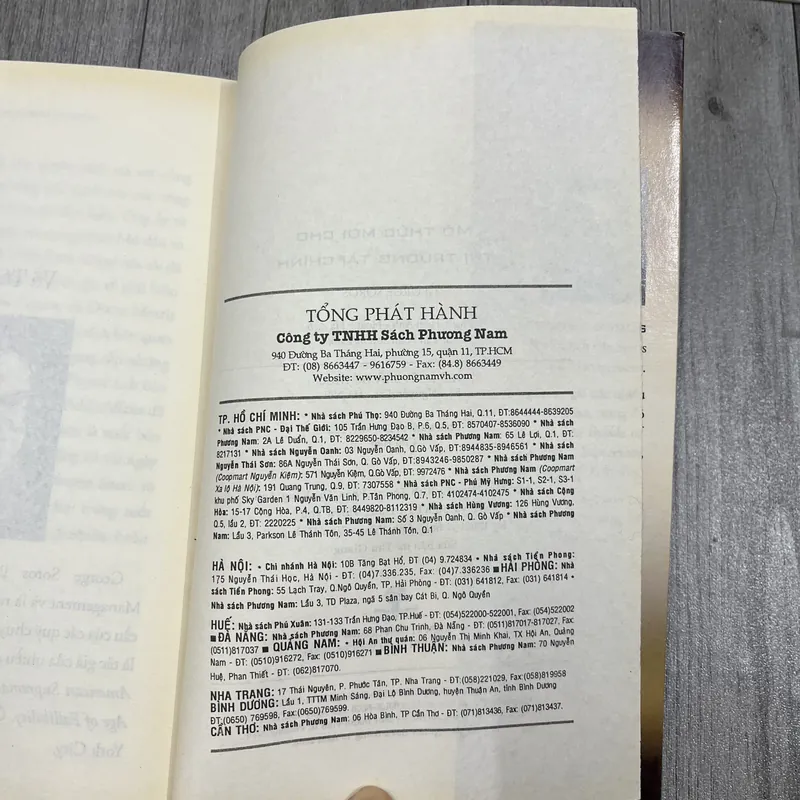 TỔNG PHÁT HÀNH
Công ty TNHH Sách Phương Nam
940 Đường Ba Tháng Hai, phường 15, quận 11, TP.HCM
ĐT: (08) 8663447 - 9616759 - Fax: (84.8) 8663449
Website: www.phuongnamvh.com
TP. HỒ CHÍ MINH: * Nhà sách Phú Thọ: 940 Đường Ba Tháng Hai, Q.11, ĐT:8644444-8639205
* Nhà sách PNC - Đại Thế Giới: 105 Trần Hưng Đạo B, P.6, Q.5, ĐT: 8570407-8536090 * Nhà sách
Phương Nam: 2A Lê Duẩn, Q.1, ĐT: 8229650-8234542 * Nhà sách Phương Nam: 65 Lê Lợi, Q.1, ĐT:
8217131 * Nhà sách Nguyễn Oanh: 03 Nguyễn Oanh, Q.Gò Vấp, ĐT:8944835-8946561 * Nhà sách
Nguyễn Thái Sơn: 86A Nguyễn Thái Sơn, Q. Gò Vấp, ĐT:8943246-9850287 * Nhà sách Phương Nam
(Coopmart Nguyễn Kiệm): 571 Nguyễn Kiệm, Q.Gò Vấp, ĐT: 9972476 * Nhà sách Phương Nam (Coopmart
Xa lộ Hà Nội): 191 Quang Trung, Q.9, ĐT: 7307558 * Nhà sách PNC - Phú Mỹ Hưng: S1-1, S2-1, S3-1
khu phố Sky Garden 1 Nguyễn Văn Linh, P.Tân Phong, Q.7, ĐT: 4102474-4102475 * Nhà sách Cộng
Hòa: 15-17 Cộng Hòa, P.4, Q.TB, ĐT: 8449820-8112319 * Nhà sách Hùng Vương: 126 Hùng Vương,
Q.5, lầu 2, ĐT: 2220225 * Nhà sách Phương Nam: Số 3 Nguyễn Oanh, Q. Gò Vấp * Nhà sách Phương
Nam: Lầu 3, Parkson Lê Thánh Tôn, 35-45 Lê Thánh Tôn, Q.1
HÀ NỘI: * Chi nhánh Hà Nội: 10B Tăng Bạt Hổ, ĐT (04) 9.724834 * Nhà sách Tiền Phong:
175 Nguyễn Thái Học, Hà Nội - ĐT: (04)7.336.235, Fax: (04)7.336236 ■ HẢI PHÒNG: Nhà
sách Tiền Phong: 55 Lạch Tray, Q.Ngô Quyền, TP. Hải Phòng - ĐT: (031) 641812, Fax: (031) 641814 *
Nhà sách Phương Nam: Lầu 3, TD Plaza, ngã 5 sân bay Cát Bi, Q. Ngô Quyền
HUẾ: Nhà sách Phú Xuân: 131-133 Trần Hưng Đạo, TP.Huế - ĐT: (054)522000-522001, Fax: (054)522002
■ ĐÀ NẴNG: Nhà sách Phương Nam: 68 Phan Chu Trinh, Đà Nẵng - ĐT: (0511)817017-817027, Fax:
(0511)817037 ■ QUẢNG NAM: * Hội An thư quán: 06 Nguyễn Thị Minh Khai, TX Hội An, Quảng
Nam - ĐT: (0510)916272, Fax: (0510)916271 ■ BÌNH THUẬN: Nhà sách Phương Nam: 70 Nguyễn
Huệ, Phan Thiết - ĐT: (062)817070.
NHA TRANG: 17 Thái Nguyên, P. Phước Tân, TP. Nha Trang - ĐT:(058)221029, Fax:(058)819958
BÌNH DƯƠNG: Lầu 1, TTTM Minh Sáng, Đại Lộ Bình Dương, huyện Thuận An, tỉnh Bình Dương
ĐT:(0650) 769598, Fax:(0650)769599.
CẦN THƠ: Nhà sách Phương Nam: 06 Hòa Bình, TP Cần Thơ - ĐT: (071)813436, Fax: (071)813437.